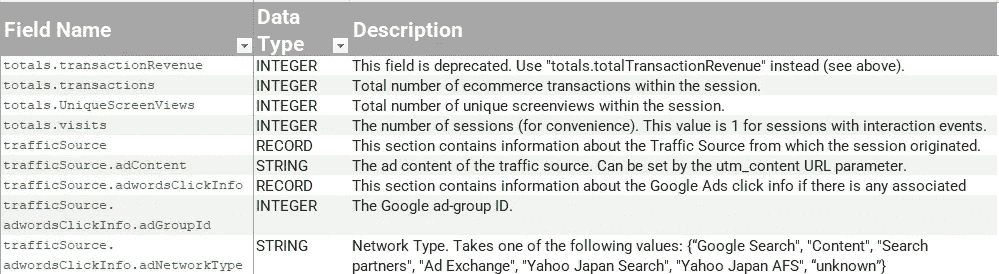 Field Name Data Type Description
totals.transactionRevenue INTEGER This field is deprecated. Use "totals.totalTransactionRevenue" instead (see above).
totals.transactions INTEGER Total number of ecommerce transactions within the session.
totals.UniqueScreenViews INTEGER Total number of unique screenviews within the session.
totals.visits INTEGER The number of sessions (for convenience). This value is 1 for sessions with interaction events.
trafficSource RECORD This section contains information about the Traffic Source from which the session originated.
trafficSource.adContent STRING The ad content of the traffic source. Can be set by the utm_content URL parameter.
trafficSource.adwordsClickInfo RECORD This section contains information about the Google Ads click info if there is any associated
trafficSource. INTEGER The Google ad-group ID.
adwordsClickInfo.adGroupId
trafficSource. STRING Network Type. Takes one of the following values: {“Google Search", "Content", "Search
adwordsClickInfo.adNetworkType partners", "Ad Exchange", "Yahoo Japan Search", "Yahoo Japan AFS", “unknown”}